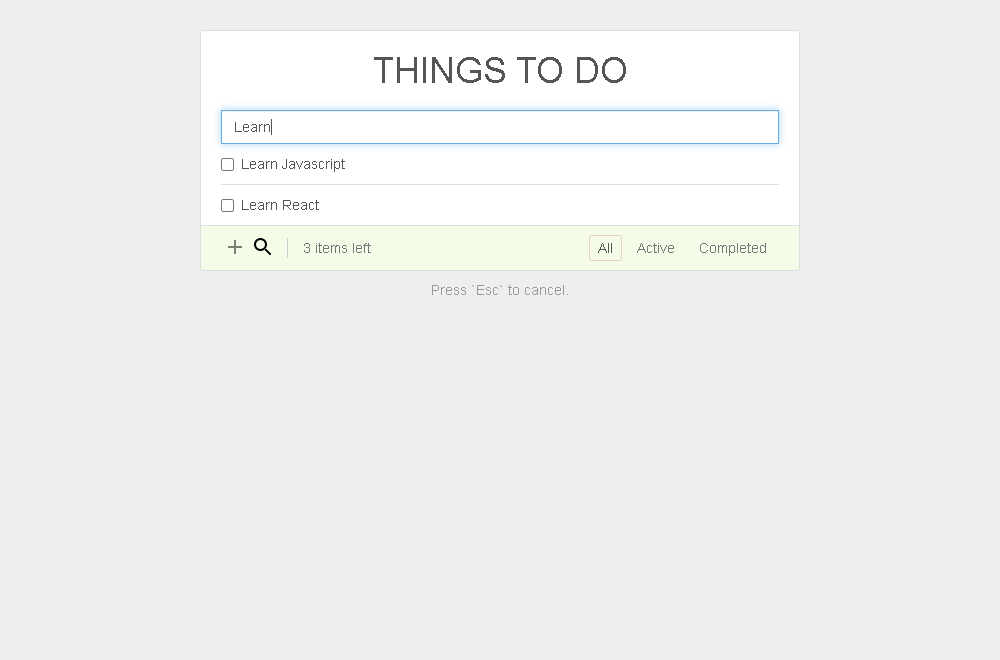 THINGS TO DO
Learn
Learn Javascript
Learn React
3 items left All Active Completed
Press `Esc` to cancel.